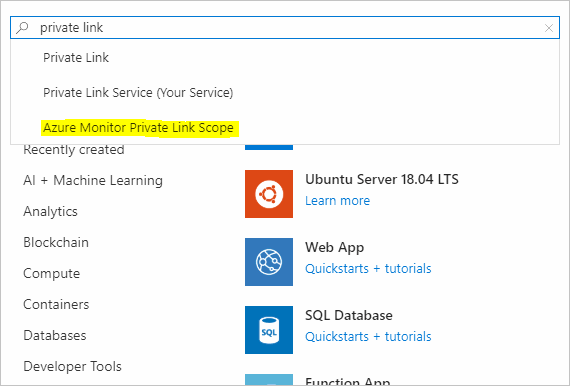 private link
Private Link
Private Link Service (Your Service)
Azure Monitor Private Link Scope
Recently created
AI + Machine Learning
Analytics
Blockchain
Compute
Containers
Databases
Developer Tools
Ubuntu Server 18.04 LTS
Learn more
Web App
Quickstarts + tutorials
SQL Database
SQL
Quickstarts + tutorials
Function App